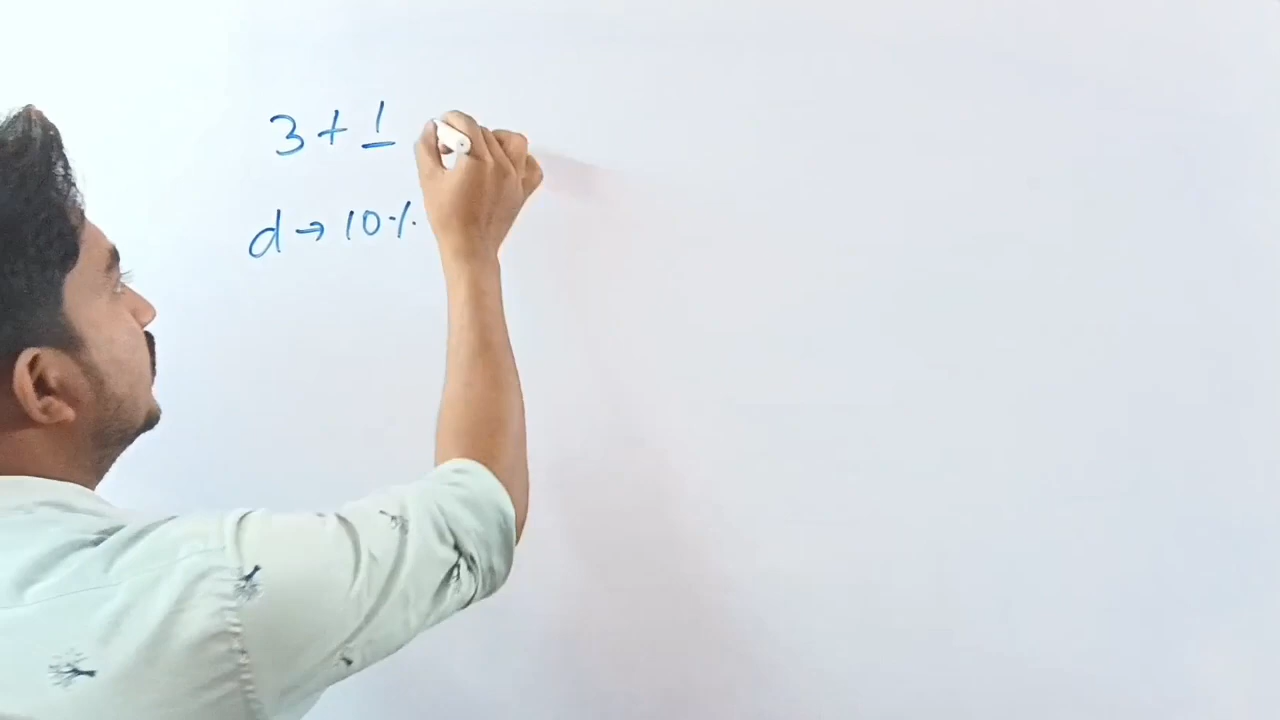 3 + 1
d → 10%